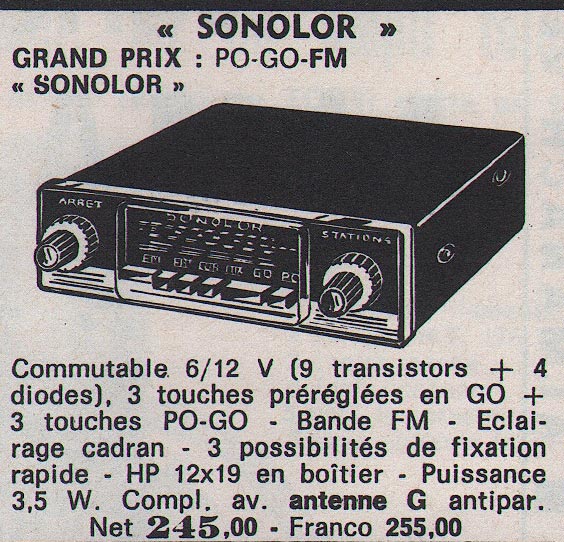 « SONOLOR »
GRAND PRIX : PO-GO-FM
« SONOLOR »
ARRET
SONOLOR
STATIONS
GO PO
Commutable 6/12 V (9 transistors + 4
diodes), 3 touches préréglées en GO +
3 touches PO-GO - Bande FM - Eclai-
rage cadran - 3 possibilités de fixation
rapide - HP 12x19 en boîtier - Puissance
3,5 W. Compl. av. antenne G antipar.
Net 245,00 - Franco 255,00